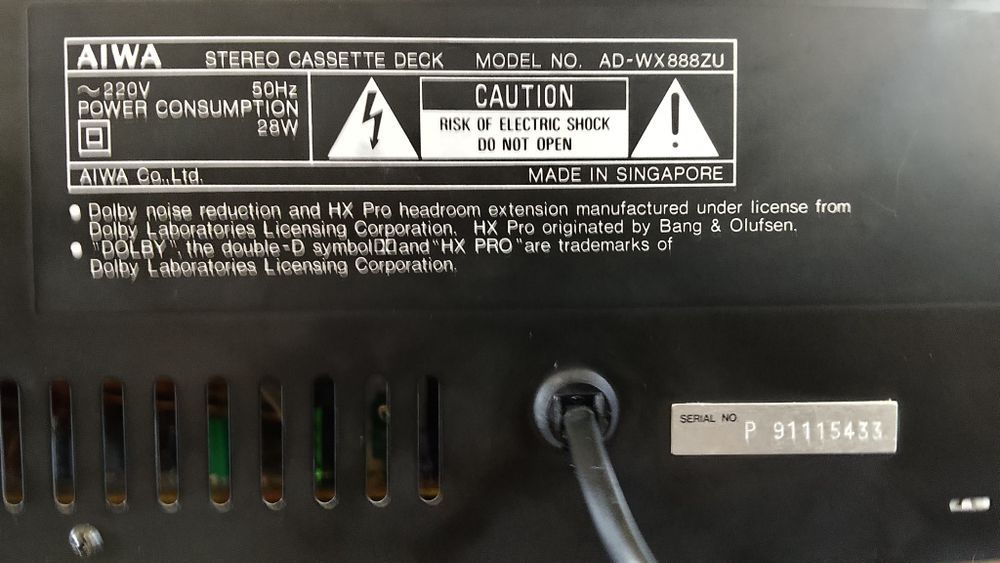 AIWA STEREO CASSETTE DECK MODEL NO. AD-WX888ZU
~220V 50Hz
POWER CONSUMPTION
28W
CAUTION
RISK OF ELECTRIC SHOCK
DO NOT OPEN
AIWA Co.,Ltd. MADE IN SINGAPORE
● Dolby noise reduction and HX Pro headroom extension manufactured under license from
Dolby Laboratories Licensing Corporation. HX Pro originated by Bang & Olufsen.
● "DOLBY", the double-D symbol and "HX PRO" are trademarks of
Dolby Laboratories Licensing Corporation.
SERIAL NO. P 91115433